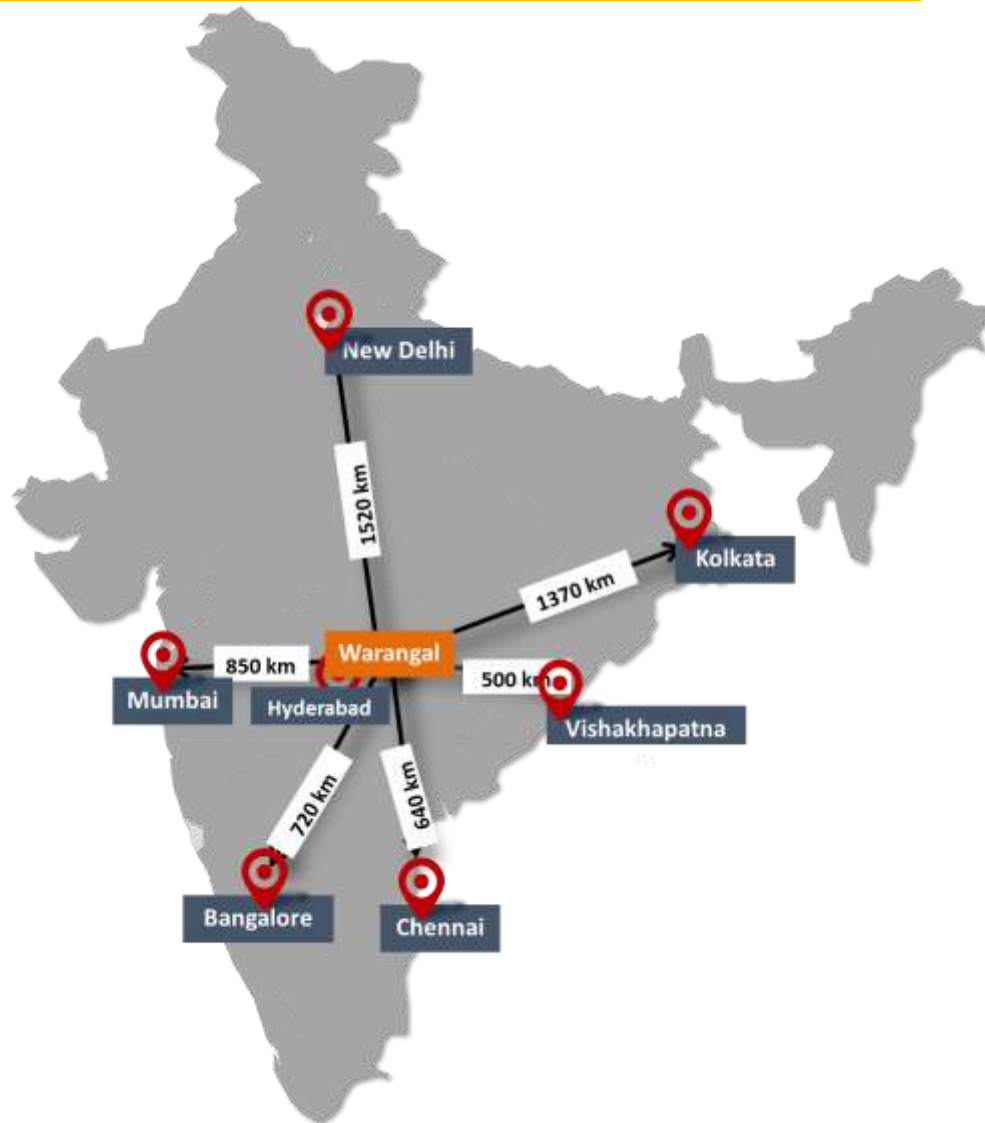 New Delhi
1520 km
Kolkata
1370 km
Warangal
850 km
500 km
Mumbai
Hyderabad
Vishakhapatna
720 km
640 km
Bangalore
Chennai